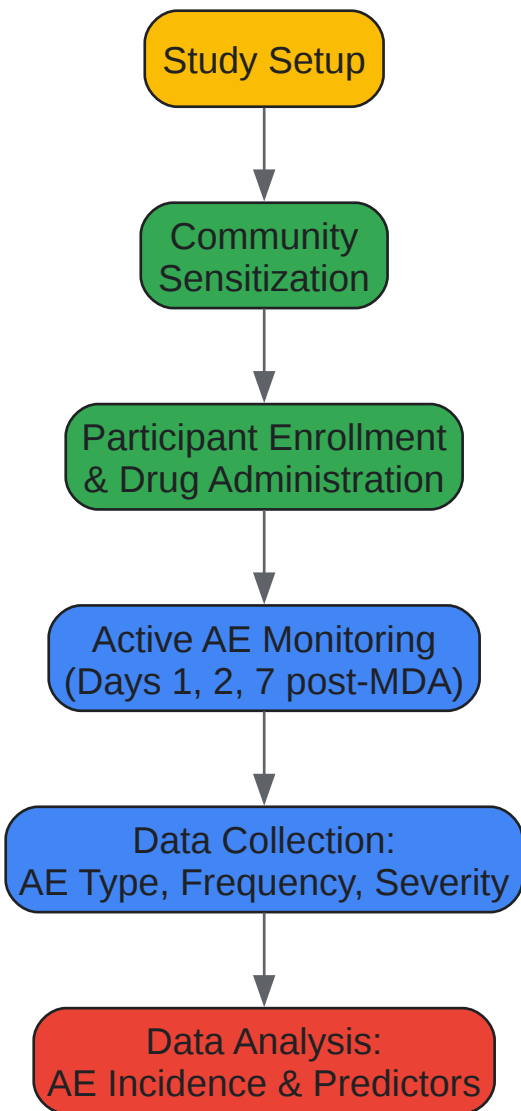 Study Setup
Community
Sensitization
Participant Enrollment
& Drug Administration
Active AE Monitoring
(Days 1, 2, 7 post-MDA)
Data Collection:
AE Type, Frequency, Severity
Data Analysis:
AE Incidence & Predictors